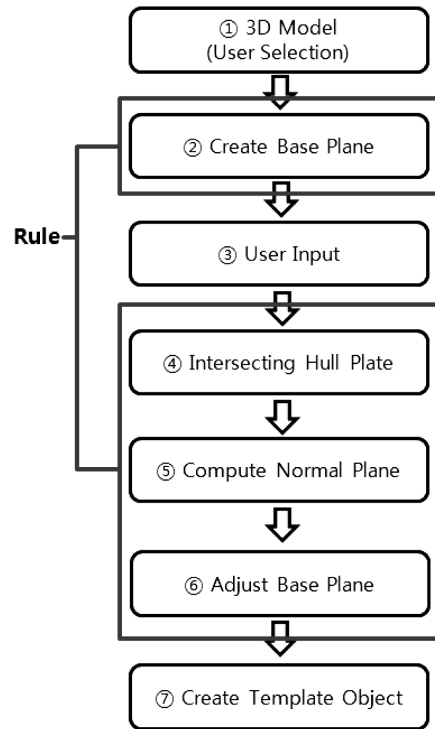 ① 3D Model
(User Selection)
② Create Base Plane
Rule
③ User Input
④ Intersecting Hull Plate
⑤ Compute Normal Plane
⑥ Adjust Base Plane
⑦ Create Template Object